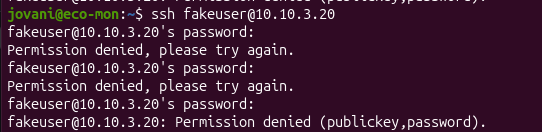 jovani@eco-mon:~$ ssh fakeuser@10.10.3.20
fakeuser@10.10.3.20's password:
Permission denied, please try again.
fakeuser@10.10.3.20's password:
Permission denied, please try again.
fakeuser@10.10.3.20's password:
fakeuser@10.10.3.20: Permission denied (publickey,password).